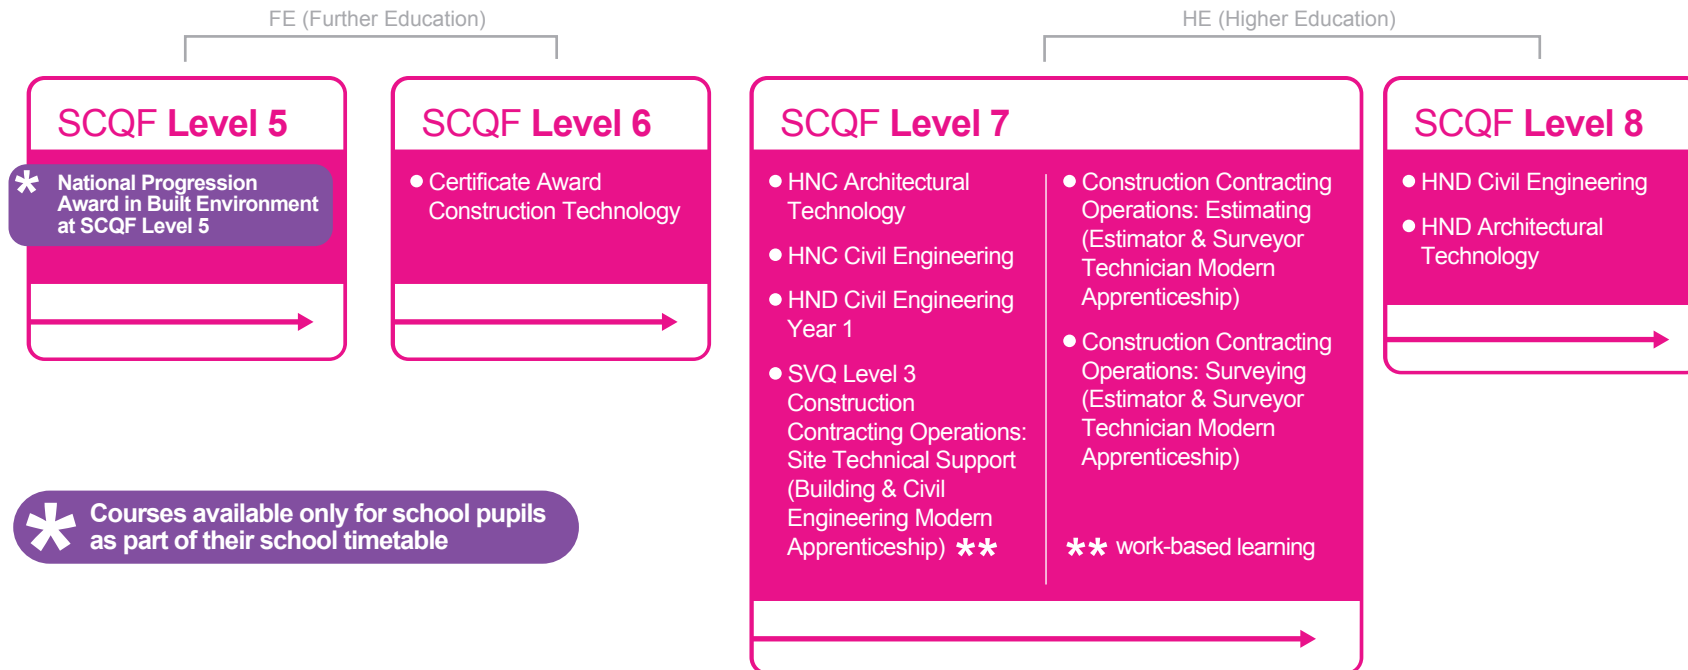 FE (Further Education)
HE (Higher Education)
SCQF Level 5
* National Progression
Award in Built Environment
at SCQF Level 5
SCQF Level 6
● Certificate Award
Construction Technology
SCQF Level 7
● HNC Architectural
Technology
● HNC Civil Engineering
● HND Civil Engineering
Year 1
● SVQ Level 3
Construction
Contracting Operations:
Site Technical Support
(Building & Civil
Engineering Modern
Apprenticeship) **
● Construction Contracting
Operations: Estimating
(Estimator & Surveyor
Technician Modern
Apprenticeship)
● Construction Contracting
Operations: Surveying
(Estimator & Surveyor
Technician Modern
Apprenticeship)
** work-based learning
SCQF Level 8
● HND Civil Engineering
● HND Architectural
Technology
* Courses available only for school pupils
as part of their school timetable